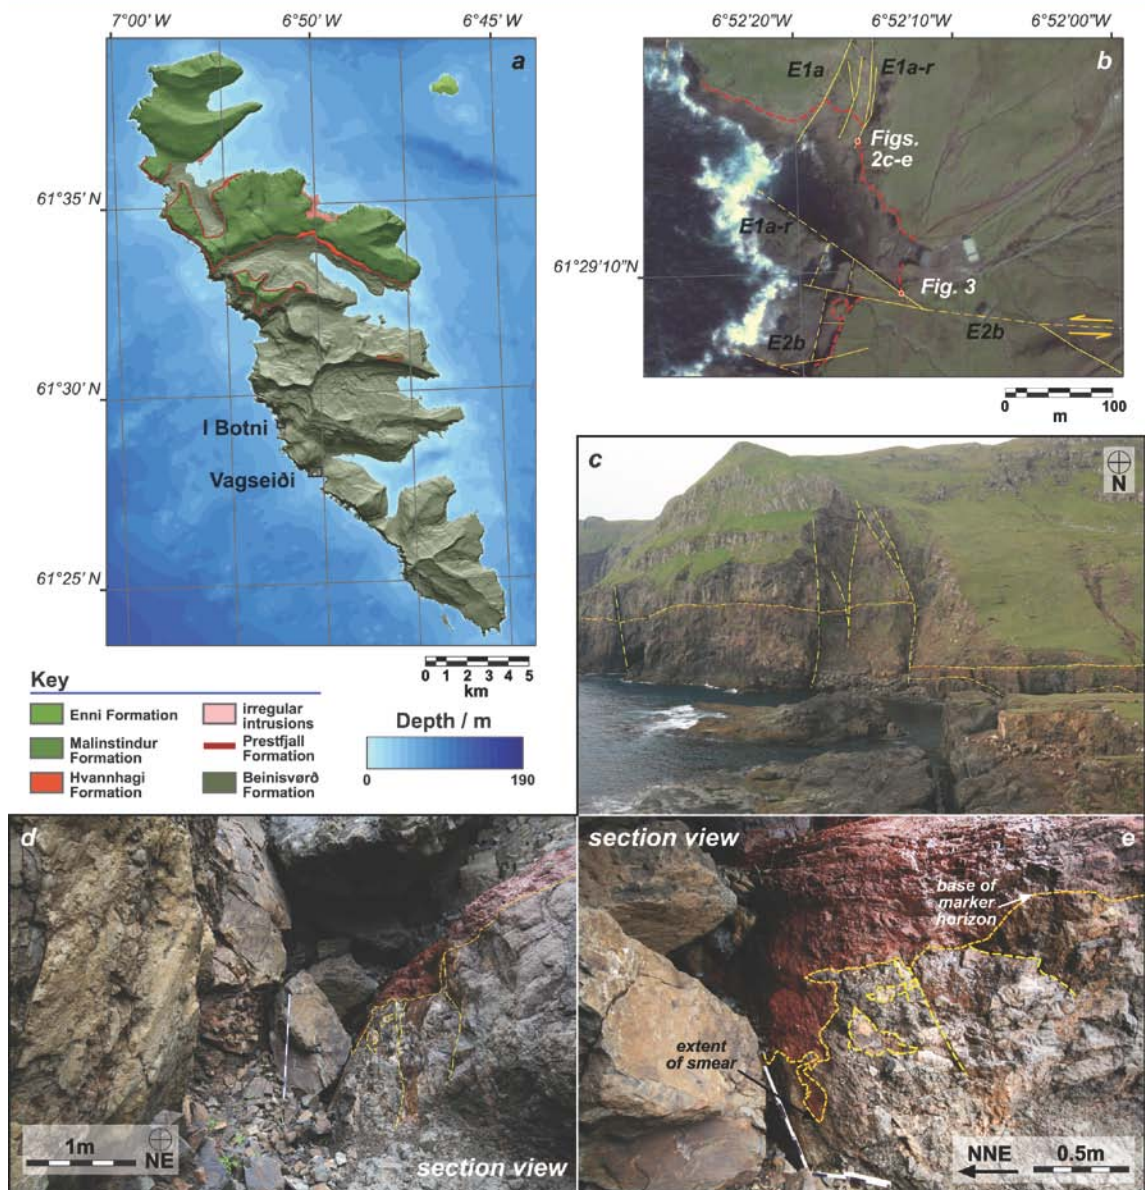 7°00' W
6°50' W
6°45' W
a
61°35' N
61°30' N
61°25' N
I Botni
Vagseiði
0 1 2 3 4 5
km
Key
Enni Formation
Malinstindur
Formation
Hvannhagi
Formation
irregular
intrusions
Prestfjall
Formation
Beinisvørð
Formation
Depth / m
0
190
6°52'20" W
6°52'10" W
6°52'00" W
61°29'10"N
b
E1a
E1a-r
Figs.
2c-e
E1a-r
Fig. 3
E2b
E2b
0
100
m
c
N
d
1m
NE
section view
section view
e
base of
marker
horizon
extent
of smear
NNE
0.5m